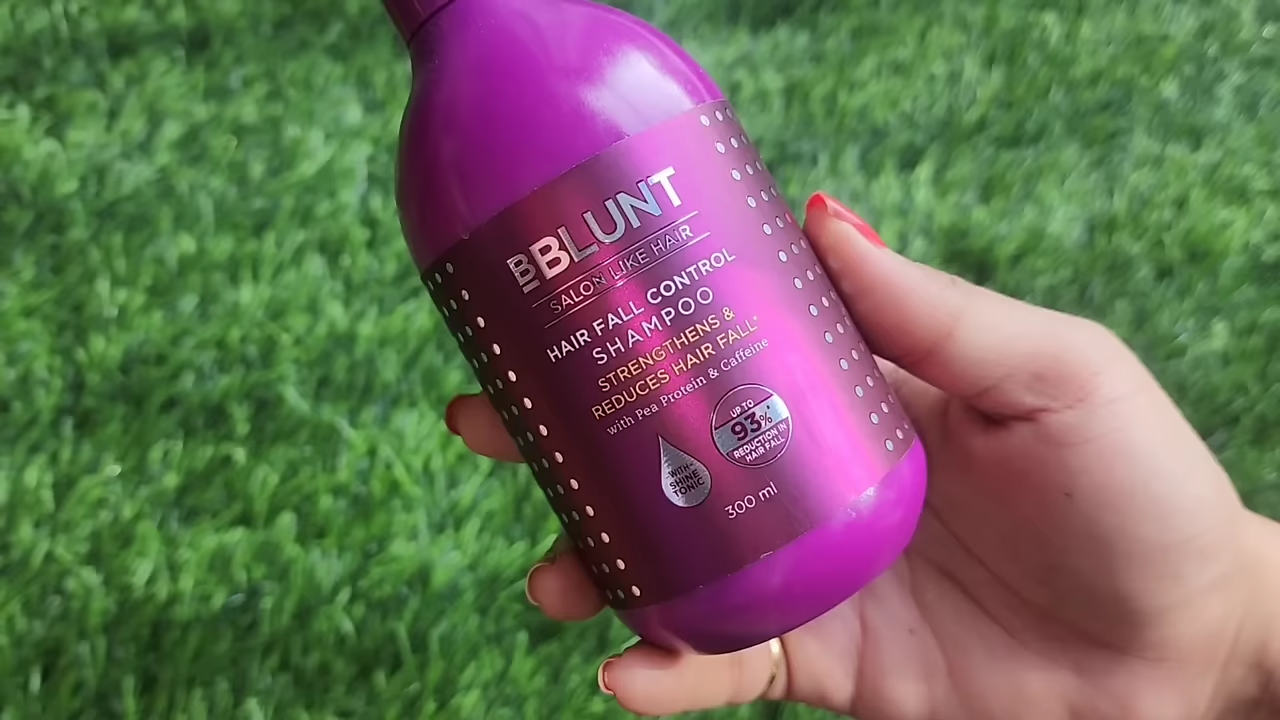 BBLUNT
SALON LIKE HAiR
HAIR FALL CONTROL
SHAMPOO
STRENGTHENS &
REDUCES HAIR FALL*
with Pea Protein & Caffeine
UP TO
93%*
REDUCTION IN
HAIR FALL
WITH
SHINE
TONIC
300 ml